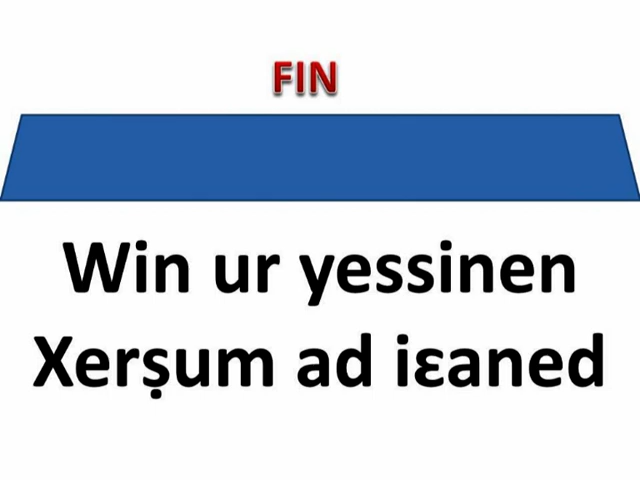 FIN
Win ur yessinen
Xerṣum ad iɛaned